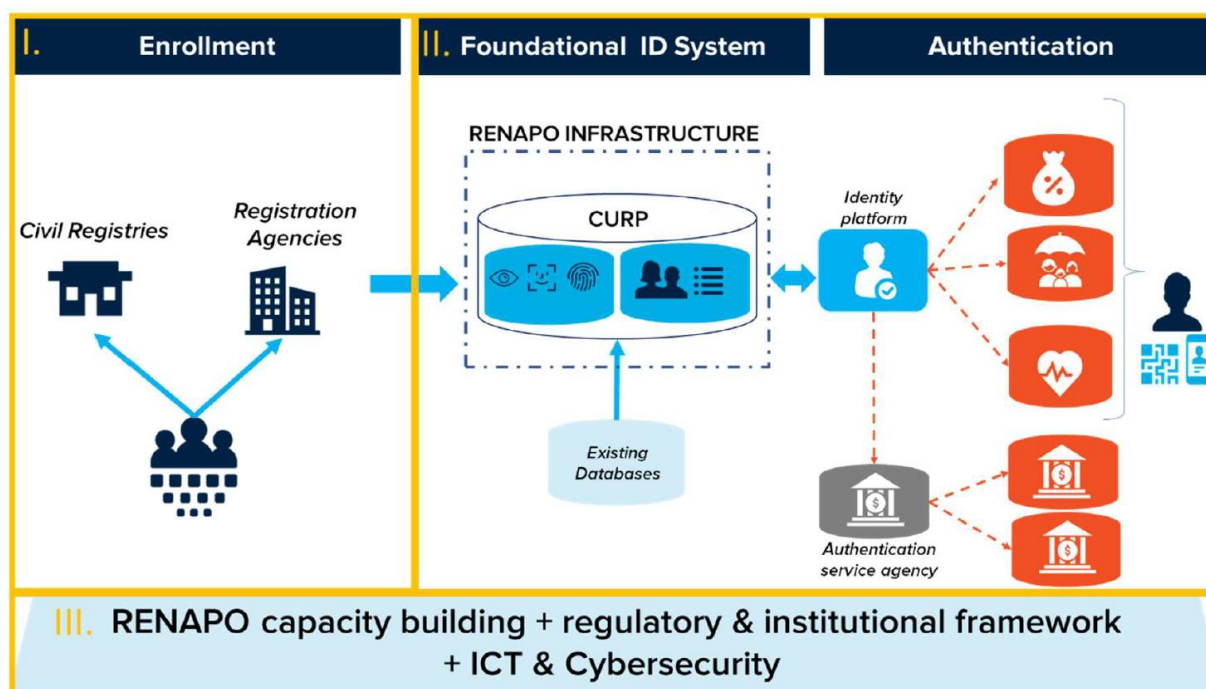 I. Enrollment
II. Foundational ID System
Authentication
RENAPO INFRASTRUCTURE
Civil Registries
Registration
Agencies
CURP
Identity
platform
Existing
Databases
Authentication
service agency
III. RENAPO capacity building + regulatory & institutional framework
+ ICT & Cybersecurity